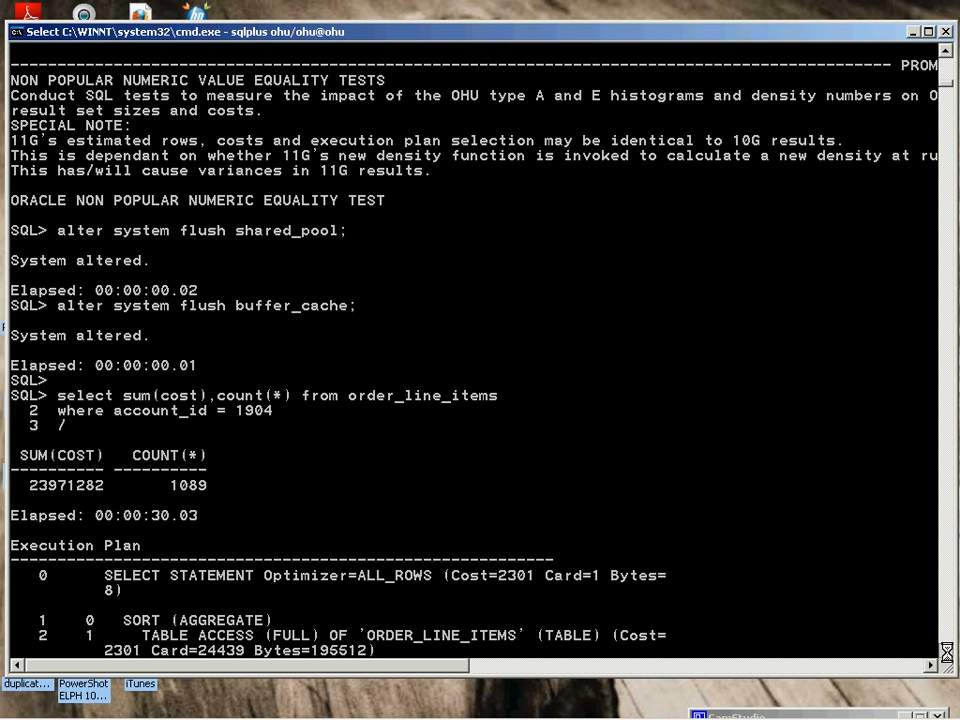 Select C:\WINNT\system32\cmd.exe - sqlplus ohu/ohu@ohu
---------------------------------------------------------------------------------------------- PROM
NON POPULAR NUMERIC VALUE EQUALITY TESTS
Conduct SQL tests to measure the impact of the OHU type A and E histograms and density numbers on O
result set sizes and costs.
SPECIAL NOTE:
11G's estimated rows, costs and execution plan selection may be identical to 10G results.
This is dependant on whether 11G's new density function is invoked to calculate a new density at ru
This has/will cause variances in 11G results.
ORACLE NON POPULAR NUMERIC EQUALITY TEST
SQL> alter system flush shared_pool;
System altered.
Elapsed: 00:00:00.02
SQL> alter system flush buffer_cache;
System altered.
Elapsed: 00:00:00.01
SQL>
SQL> select sum(cost),count(*) from order_line_items
2 where account_id = 1904
3 /
SUM(COST) COUNT(*)
---------- ----------
23971282 1089
Elapsed: 00:00:30.03
Execution Plan
----------------------------------------------------------
0 SELECT STATEMENT Optimizer=ALL_ROWS (Cost=2301 Card=1 Bytes=
8)
1 0 SORT (AGGREGATE)
2 1 TABLE ACCESS (FULL) OF 'ORDER_LINE_ITEMS' (TABLE) (Cost=
2301 Card=24439 Bytes=195512)
duplicat... PowerShot iTunes
ELPH 10...
CamStudio